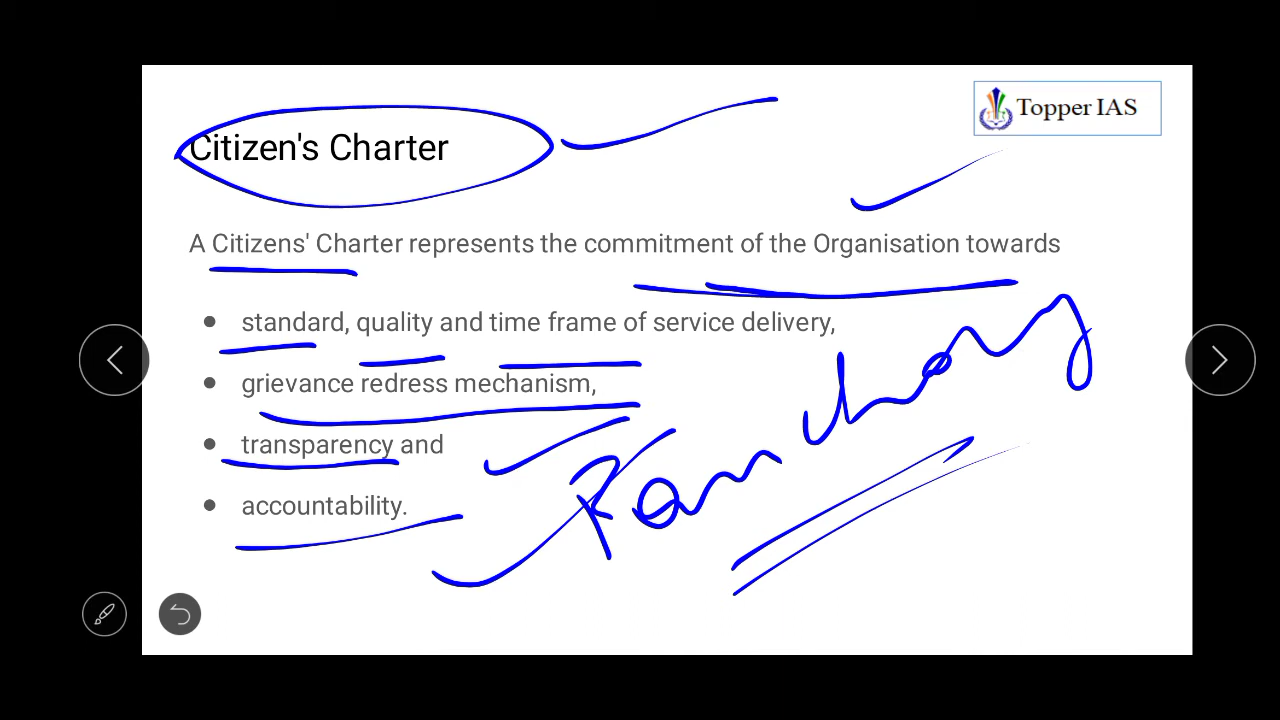 Topper IAS
Citizen's Charter
A Citizens' Charter represents the commitment of the Organisation towards
standard, quality and time frame of service delivery,
grievance redress mechanism,
transparency and
accountability.